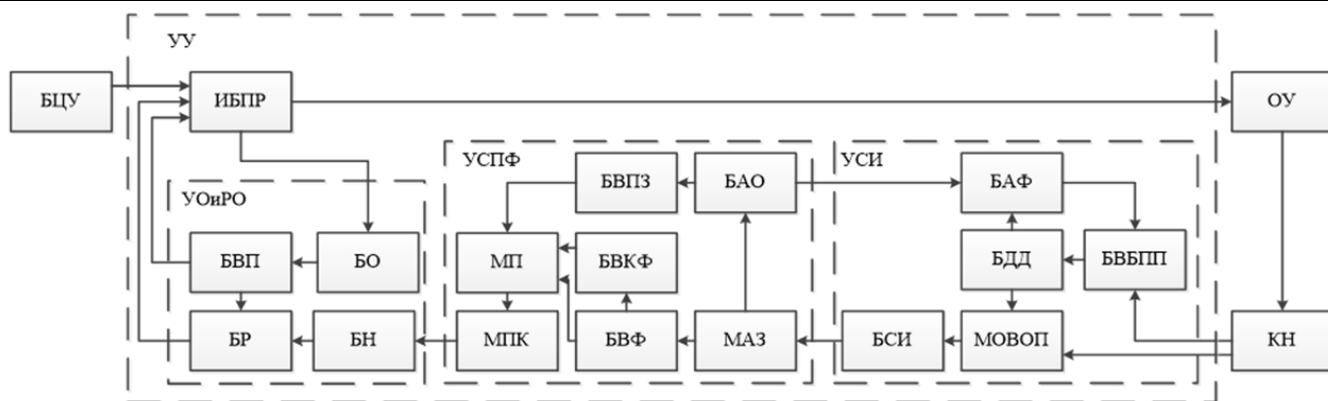 УУ
БЦУ
ИБПР
ОУ
УСПФ
УСИ
БВПЗ
БАО
БАФ
УОиРО
БВП
БО
МП
БВКФ
БДД
БВБПП
БР
БН
МПК
БВФ
МАЗ
БСИ
МОВОП
КН